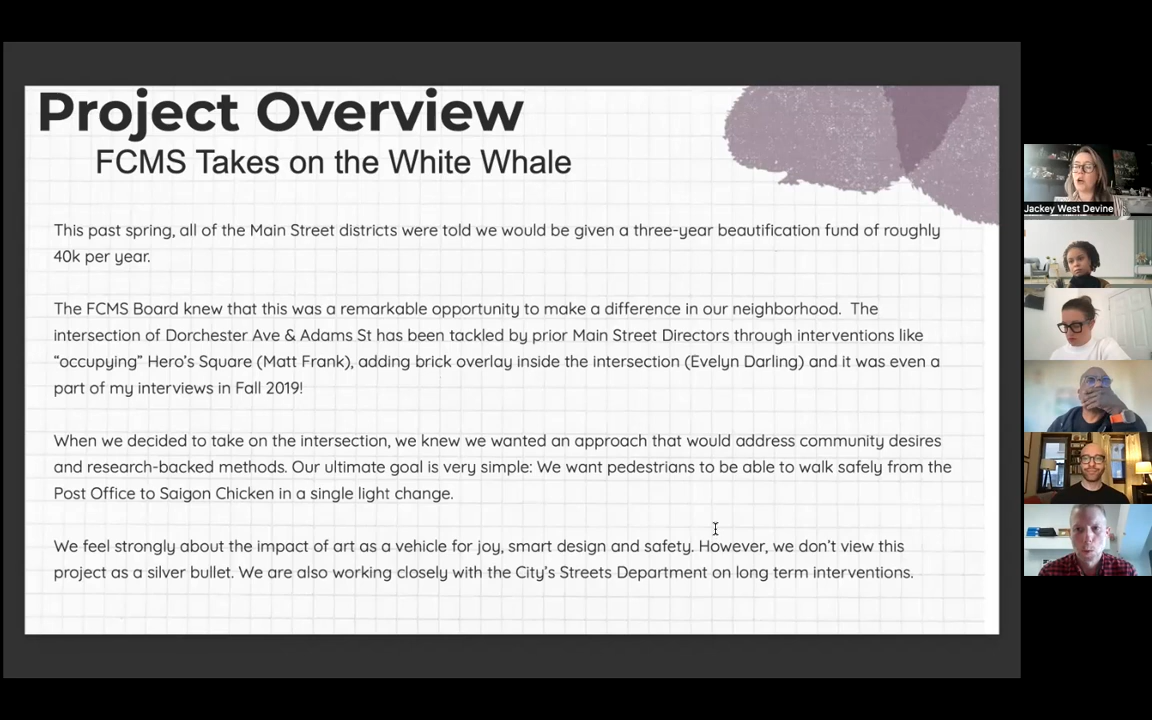 Project Overview
FCMS Takes on the White Whale
This past spring, all of the Main Street districts were told we would be given a three-year beautification fund of roughly
40k per year.
The FCMS Board knew that this was a remarkable opportunity to make a difference in our neighborhood.  The
intersection of Dorchester Ave & Adams St has been tackled by prior Main Street Directors through interventions like
“occupying” Hero’s Square (Matt Frank), adding brick overlay inside the intersection (Evelyn Darling) and it was even a
part of my interviews in Fall 2019!
When we decided to take on the intersection, we knew we wanted an approach that would address community desires
and research-backed methods. Our ultimate goal is very simple: We want pedestrians to be able to walk safely from the
Post Office to Saigon Chicken in a single light change.
We feel strongly about the impact of art as a vehicle for joy, smart design and safety. However, we don’t view this
project as a silver bullet. We are also working closely with the City’s Streets Department on long term interventions.
Jackey West Devine